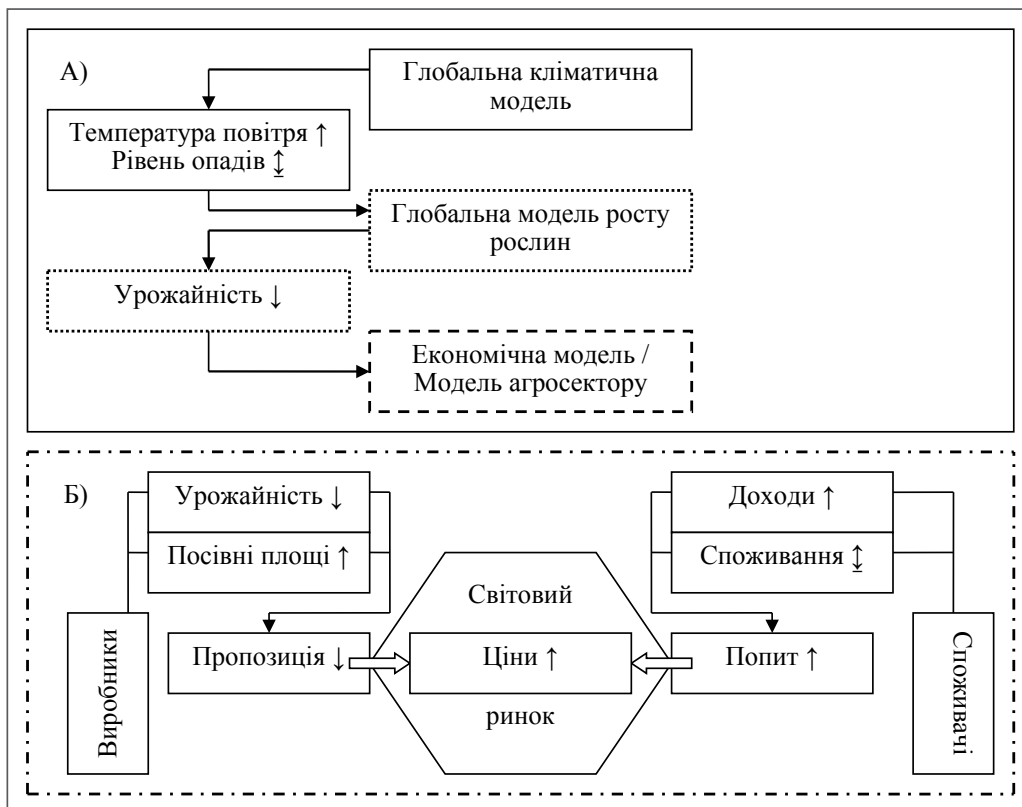 А)
Глобальна кліматична
модель
Температура повітря ↑
Рівень опадів ↨
Глобальна модель росту
рослин
Урожайність ↓
Економічна модель /
Модель агросектору
Б)
Урожайність ↓
Посівні площі ↑
Доходи ↑
Споживання ↨
Світовий
Виробники
Пропозиція ↓
Ціни ↑
Попит ↑
Споживачі
ринок